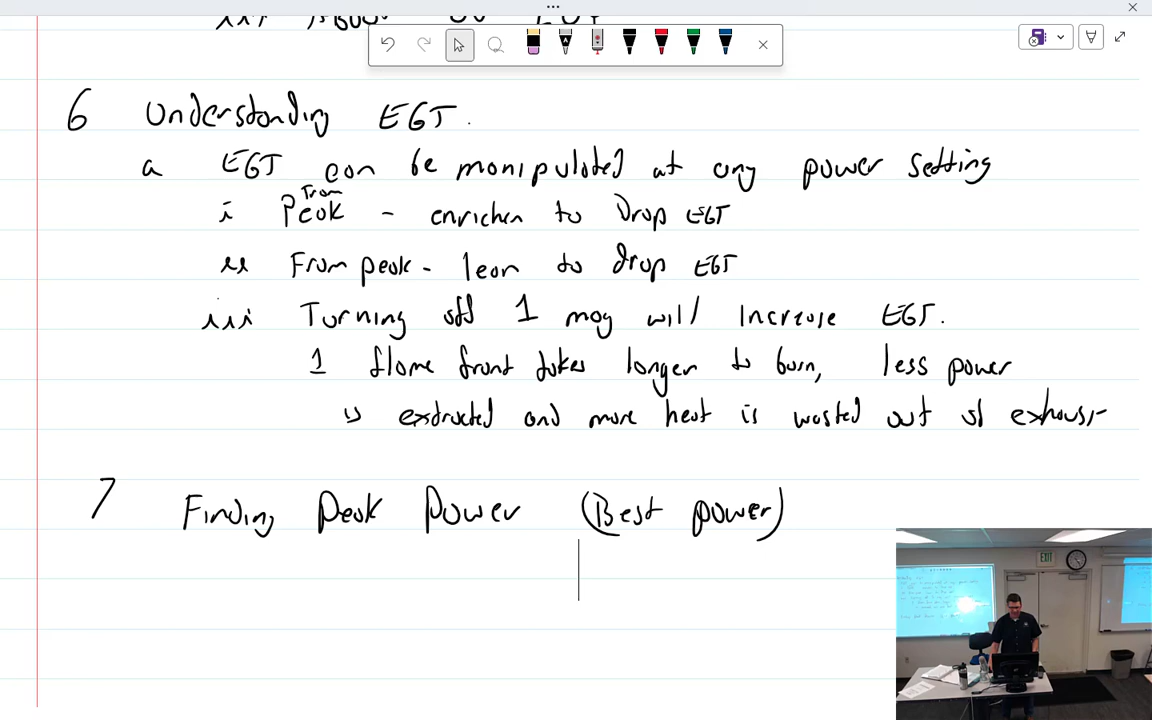 6 Understanding EGT.
a EGT can be manipulated at any power setting
From
i Peak - enrichen to Drop EGT
ii From peak - lean to drop EGT
iii Turning off 1 mag will Increase EGT.
1 flame front takes longer to burn, less power
is extracted and more heat is wasted out of exhaust
7 Finding Peak Power (Best power)
EXIT